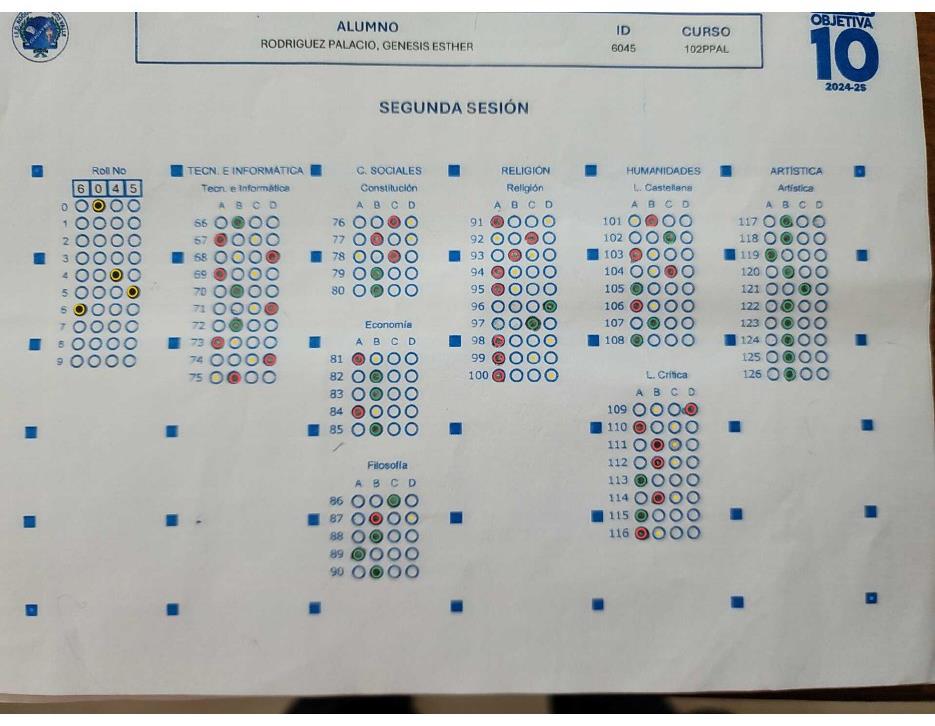 ALUMNO
RODRIGUEZ PALACIO, GENESIS ESTHER
ID
6045
CURSO
102PPAL
OBJETIVA
10
2024-25
SEGUNDA SESIÓN
Roll No
6 0 4 5
0
1
2
3
4
5
6
7
8
9
TECN. E INFORMÁTICA
Tecn. e Informática
A B C D
66
67
68
69
70
71
72
73
74
75
C. SOCIALES
Constitución
A B C D
76
77
78
79
80
Economía
A B C D
81
82
83
84
85
Filosofía
A B C D
86
87
88
89
90
RELIGIÓN
Religión
A B C D
91
92
93
94
95
96
97
98
99
100
HUMANIDADES
L. Castellana
A B C D
101
102
103
104
105
106
107
108
L. Crítica
A B C D
109
110
111
112
113
114
115
116
ARTÍSTICA
Artística
A B C D
117
118
119
120
121
122
123
124
125
126